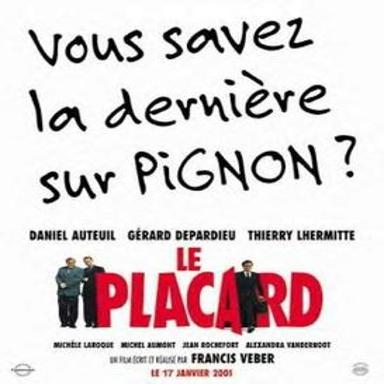 vous savez
la dernière
sur PiGNON ?
DANIEL AUTEUIL GÉRARD DEPARDIEU THIERRY LHERMITTE
LE
PLACARD
MICHÈLE LAROQUE MICHEL AUMONT JEAN ROCHEFORT ALEXANDRA VANDERNOOT
UN FILM ÉCRIT ET RÉALISÉ PAR FRANCIS VEBER
LE 17 JANVIER 2001